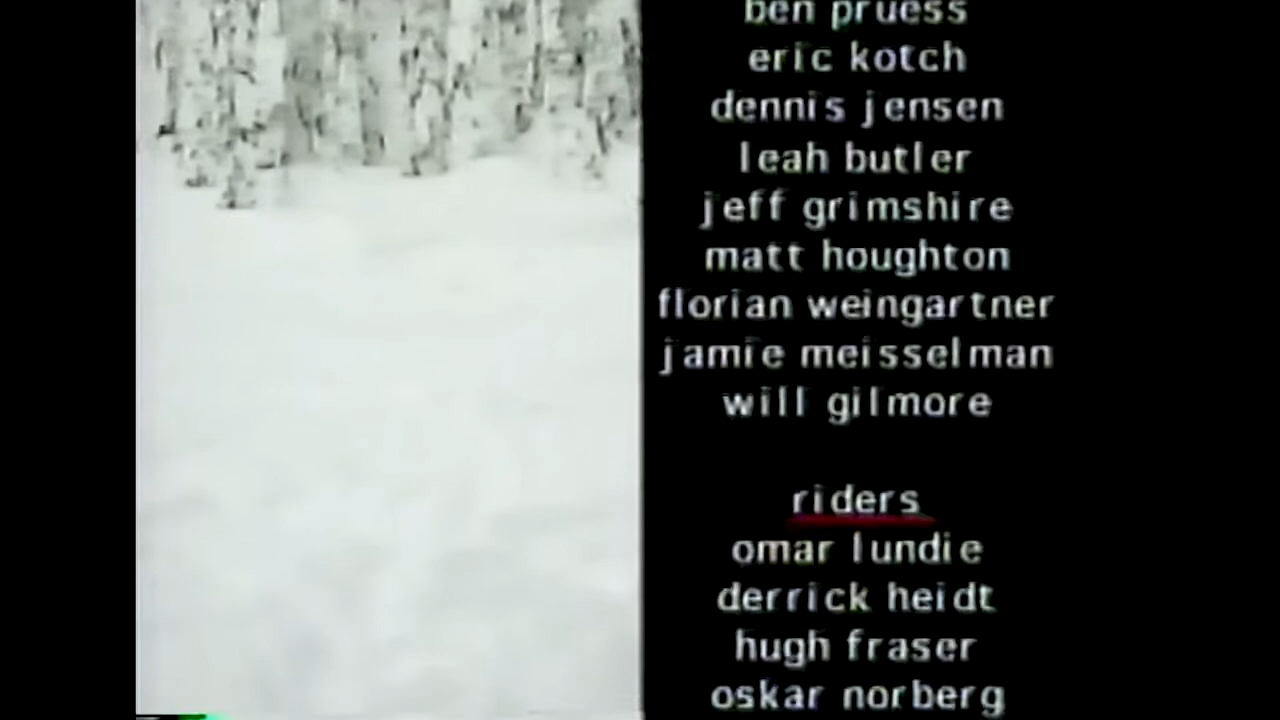 ben pruess
eric kotch
dennis jensen
leah butler
jeff grimshire
matt houghton
florian weingartner
jamie meisselman
will gilmore
riders
omar lundie
derrick heidt
hugh fraser
oskar norberg